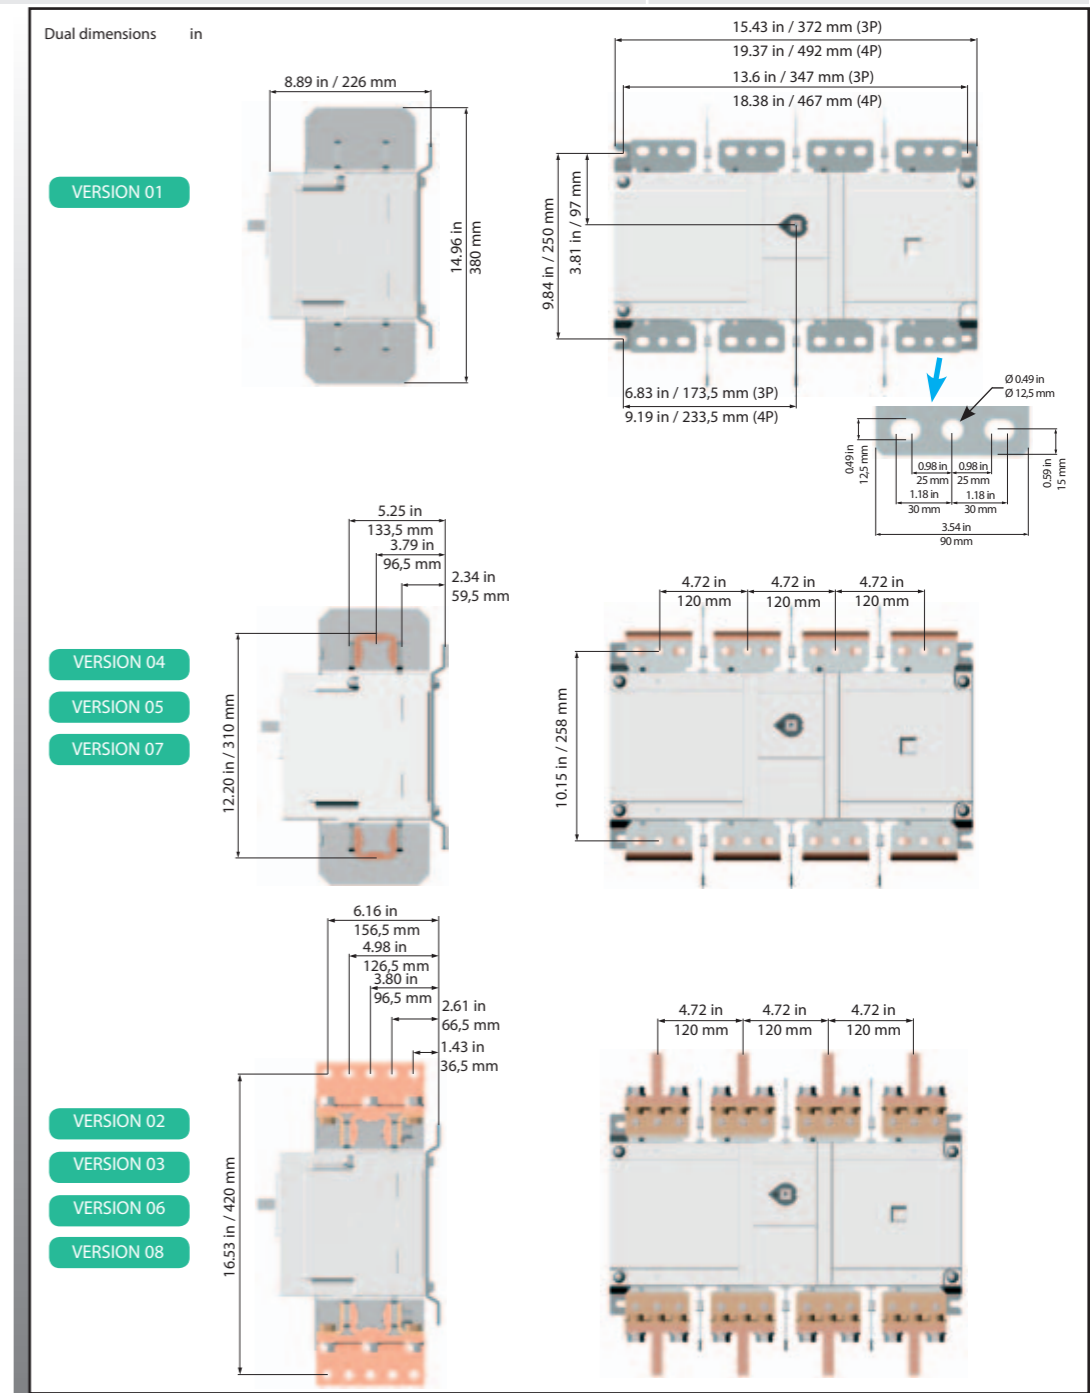 Dual dimensions in
15.43 in / 372 mm (3P)
19.37 in / 492 mm (4P)
13.6 in / 347 mm (3P)
18.38 in / 467 mm (4P)
8.89 in / 226 mm
VERSION 01
14.96 in
380 mm
9.84 in / 250 mm
3.81 in / 97 mm
6.83 in / 173,5 mm (3P)
9.19 in / 233,5 mm (4P)
Ø 0.49 in
Ø 12,5 mm
0.49 in
12,5 mm
0.98 in
25 mm
0.98 in
25 mm
1.18 in
30 mm
1.18 in
30 mm
0.59 in
15 mm
3.54 in
90 mm
5.25 in
133,5 mm
3.79 in
96,5 mm
2.34 in
59,5 mm
VERSION 04
VERSION 05
VERSION 07
12.20 in / 310 mm
4.72 in
120 mm
4.72 in
120 mm
4.72 in
120 mm
10.15 in / 258 mm
6.16 in
156,5 mm
4.98 in
126,5 mm
3.80 in
96,5 mm
2.61 in
66,5 mm
1.43 in
36,5 mm
VERSION 02
VERSION 03
VERSION 06
VERSION 08
16.53 in / 420 mm
4.72 in
120 mm
4.72 in
120 mm
4.72 in
120 mm